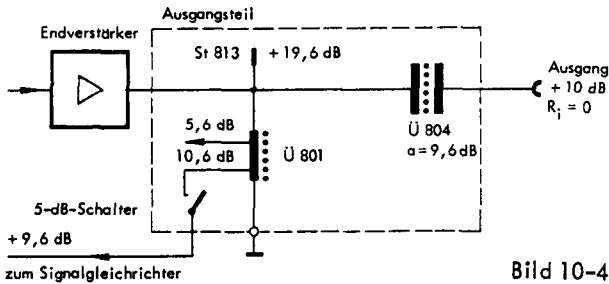 Ausgangsteil
Endverstärker
St 813
+ 19,6 dB
Ausgang
+ 10 dB
Ri = 0
5,6 dB
10,6 dB
Ü 801
Ü 804
a = 9,6 dB
5-dB-Schalter
+ 9,6 dB
zum Signalgleichrichter
Bild 10-4